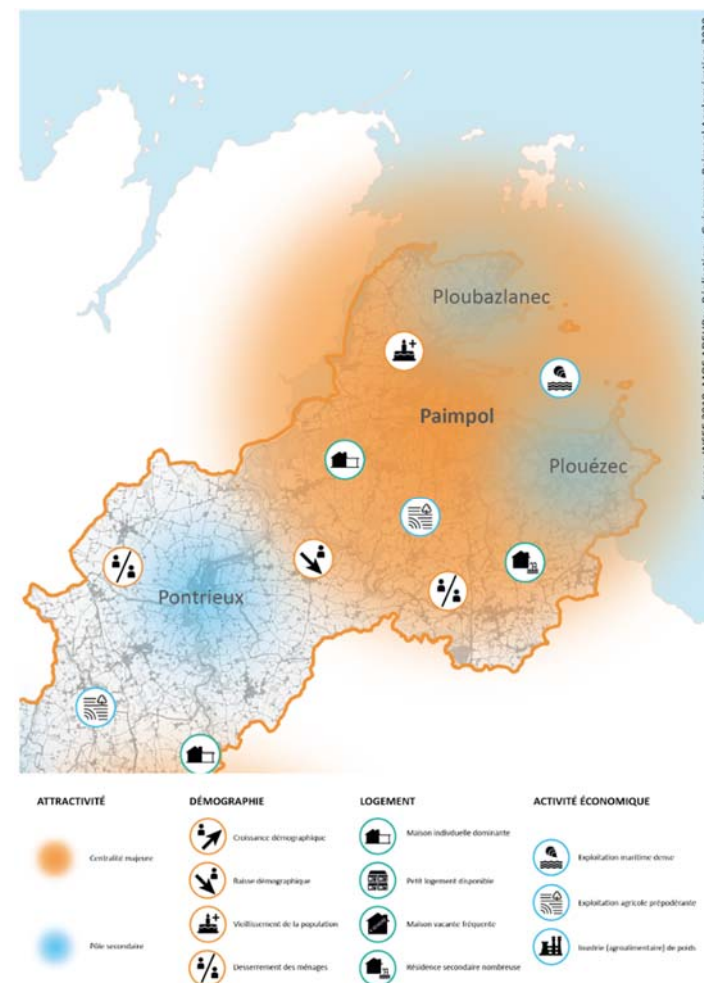 Ploubazlanec
Paimpol
Plouézec
Pontrieux
ATTRACTIVITÉ
Centralité majeure
Pôle secondaire
DÉMOGRAPHIE
Croissance démographique
Baisse démographique
Vieillissement de la population
Desserrement des ménages
LOGEMENT
Maison individuelle dominante
Petit logement disponible
Maison vacante fréquente
Résidence secondaire nombreuse
ACTIVITÉ ÉCONOMIQUE
Exploitation maritime dense
Exploitation agricole prépodérante
Inustrie (agroalimentaire) de poids